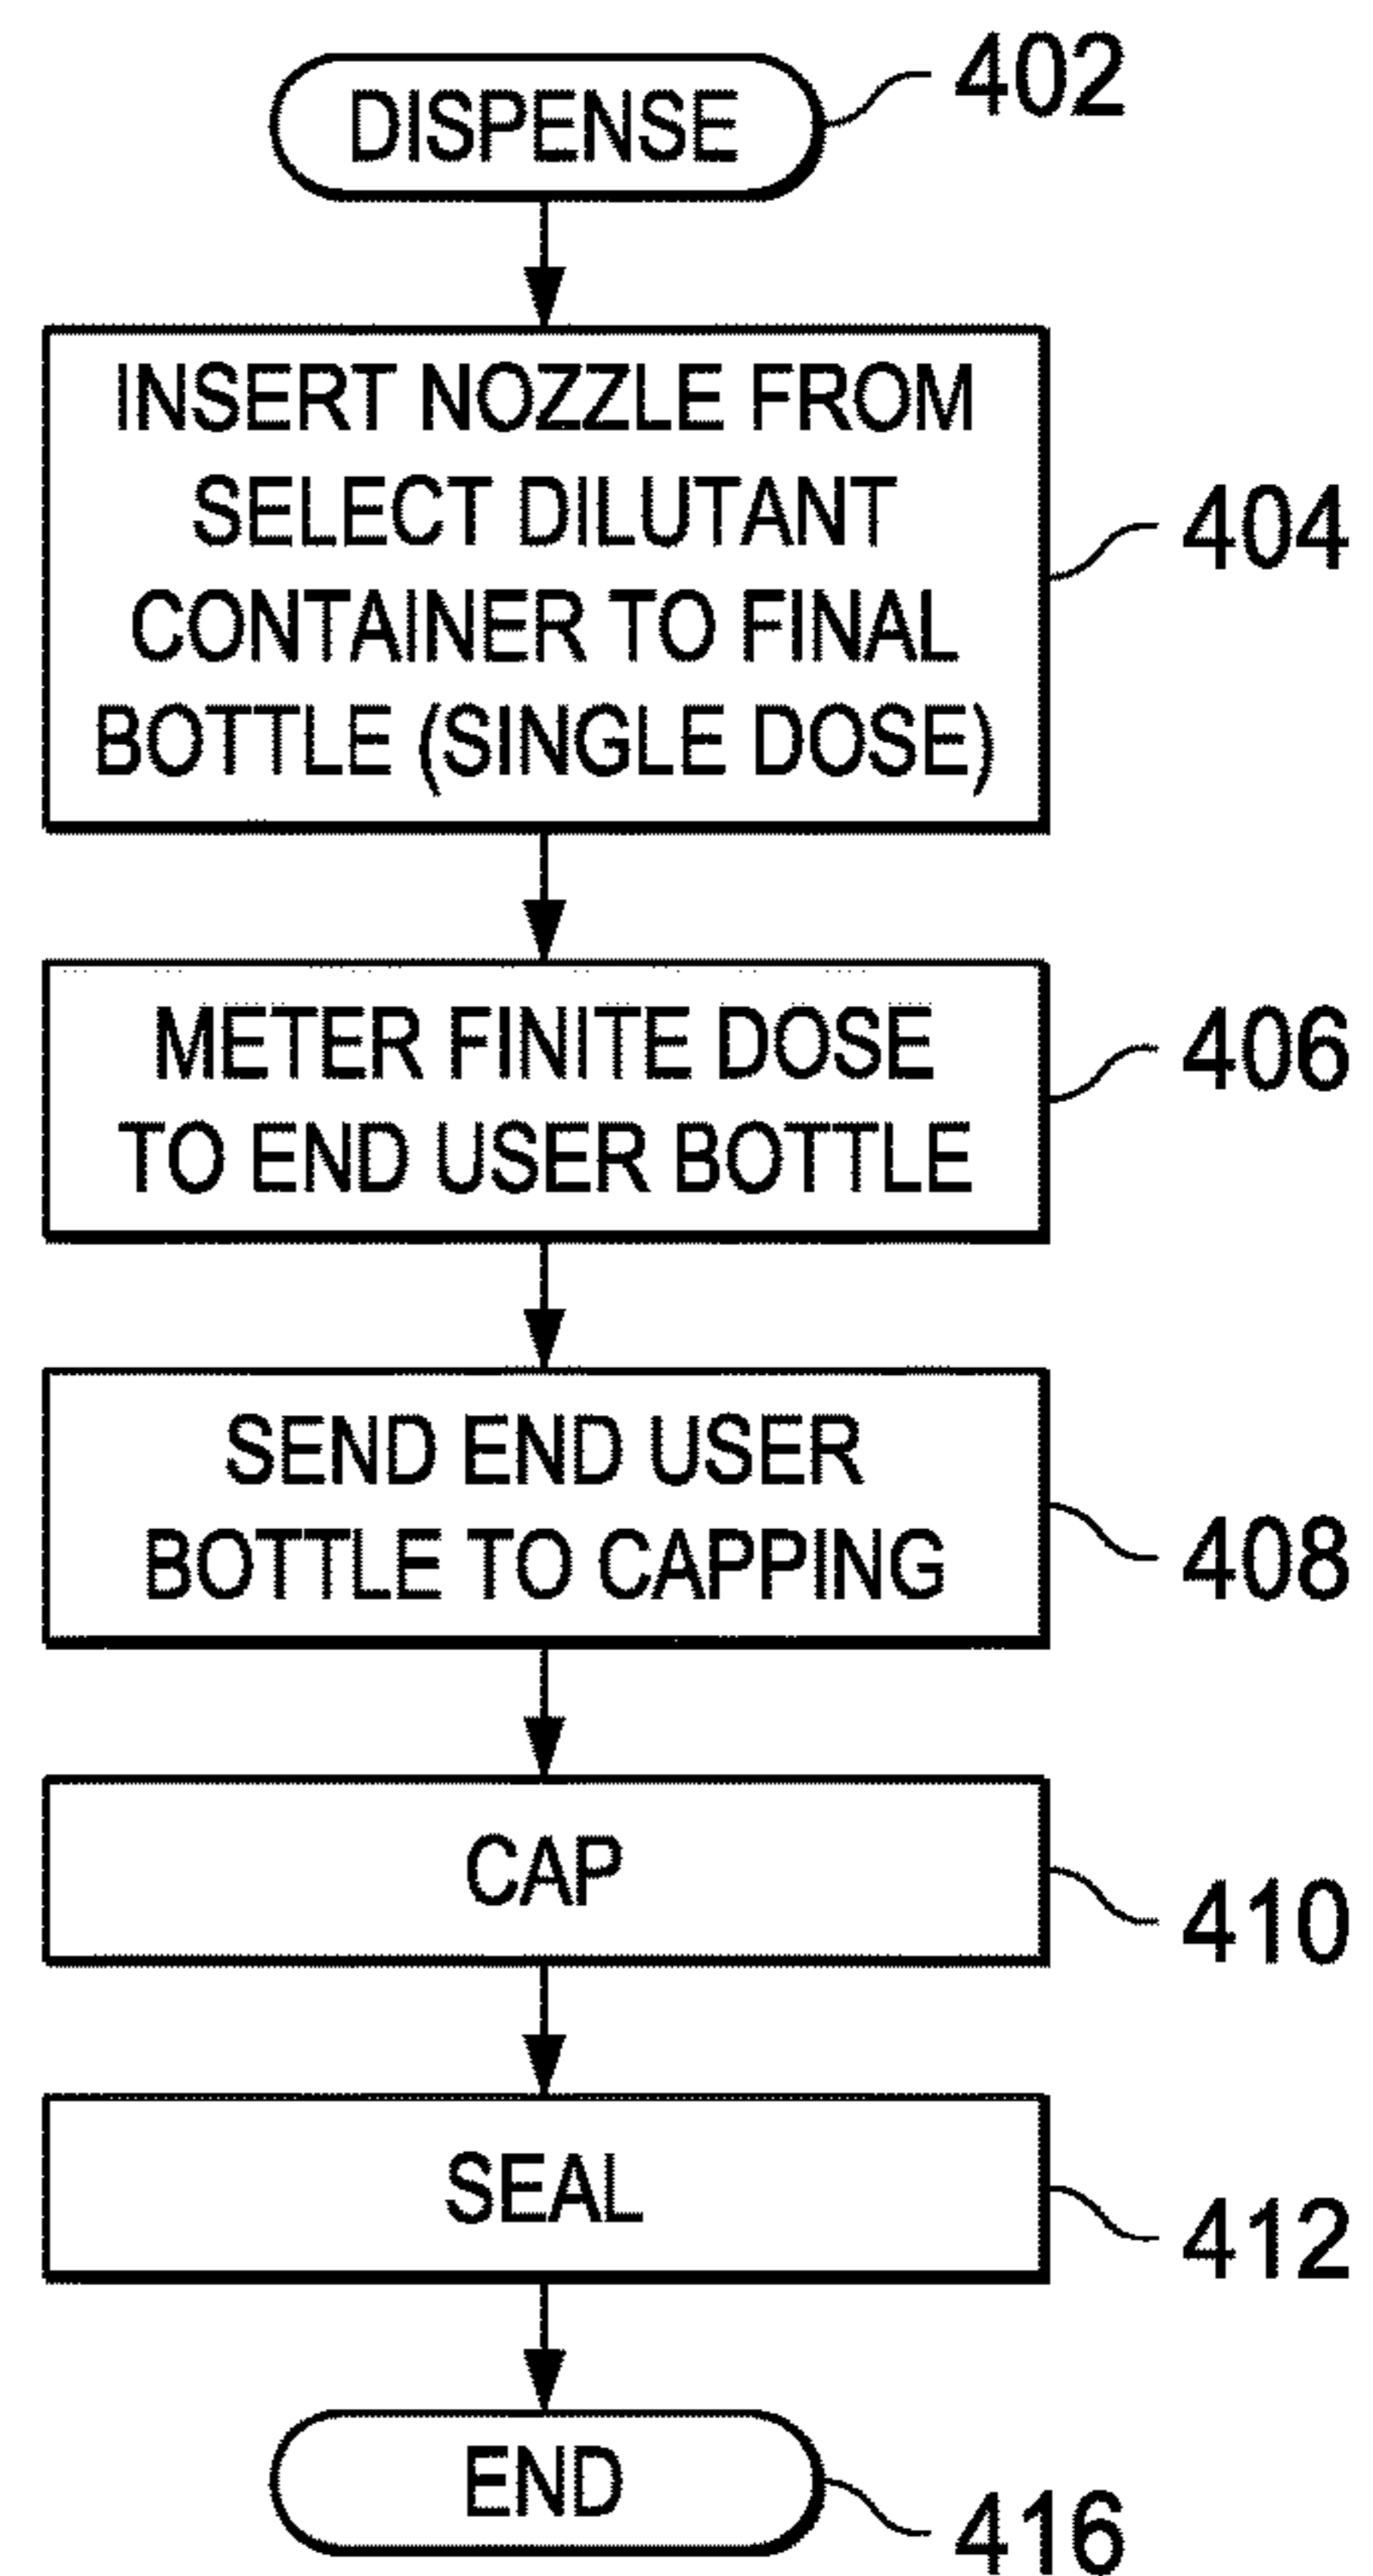 DISPENSE
402
INSERT NOZZLE FROM
SELECT DILUTANT
CONTAINER TO FINAL
BOTTLE (SINGLE DOSE)
404
METER FINITE DOSE
TO END USER BOTTLE
406
SEND END USER
BOTTLE TO CAPPING
408
CAP
410
SEAL
412
END
416